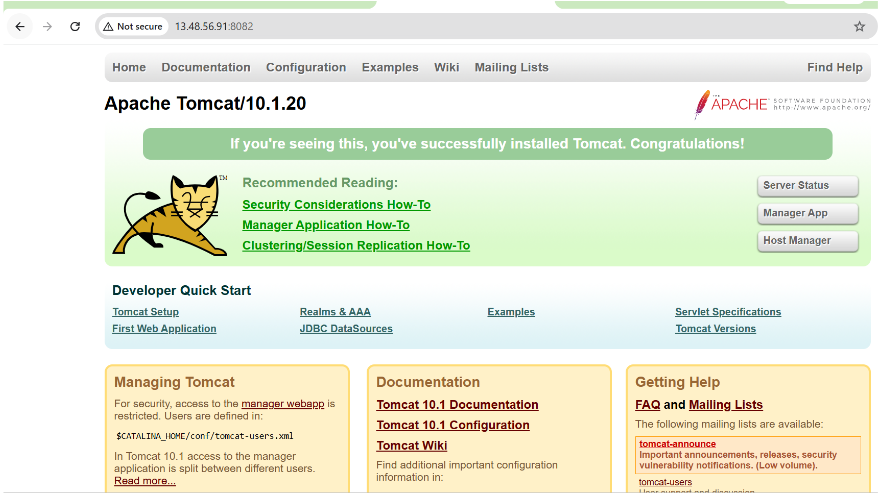 Not secure 13.48.56.91:8082
Home Documentation Configuration Examples Wiki Mailing Lists Find Help
Apache Tomcat/10.1.20
THE
APACHE SOFTWARE FOUNDATION
http://www.apache.org/
If you're seeing this, you've successfully installed Tomcat. Congratulations!
TM
Recommended Reading:
Security Considerations How-To
Manager Application How-To
Clustering/Session Replication How-To
Server Status
Manager App
Host Manager
Developer Quick Start
Tomcat Setup
First Web Application
Realms & AAA
JDBC DataSources
Examples
Servlet Specifications
Tomcat Versions
Managing Tomcat
For security, access to the manager webapp is
restricted. Users are defined in:
$CATALINA_HOME/conf/tomcat-users.xml
In Tomcat 10.1 access to the manager
application is split between different users.
Read more...
Documentation
Tomcat 10.1 Documentation
Tomcat 10.1 Configuration
Tomcat Wiki
Find additional important configuration
information in:
Getting Help
FAQ and Mailing Lists
The following mailing lists are available:
tomcat-announce
Important announcements, releases, security
vulnerability notifications. (Low volume).
tomcat-users
User support and discussion